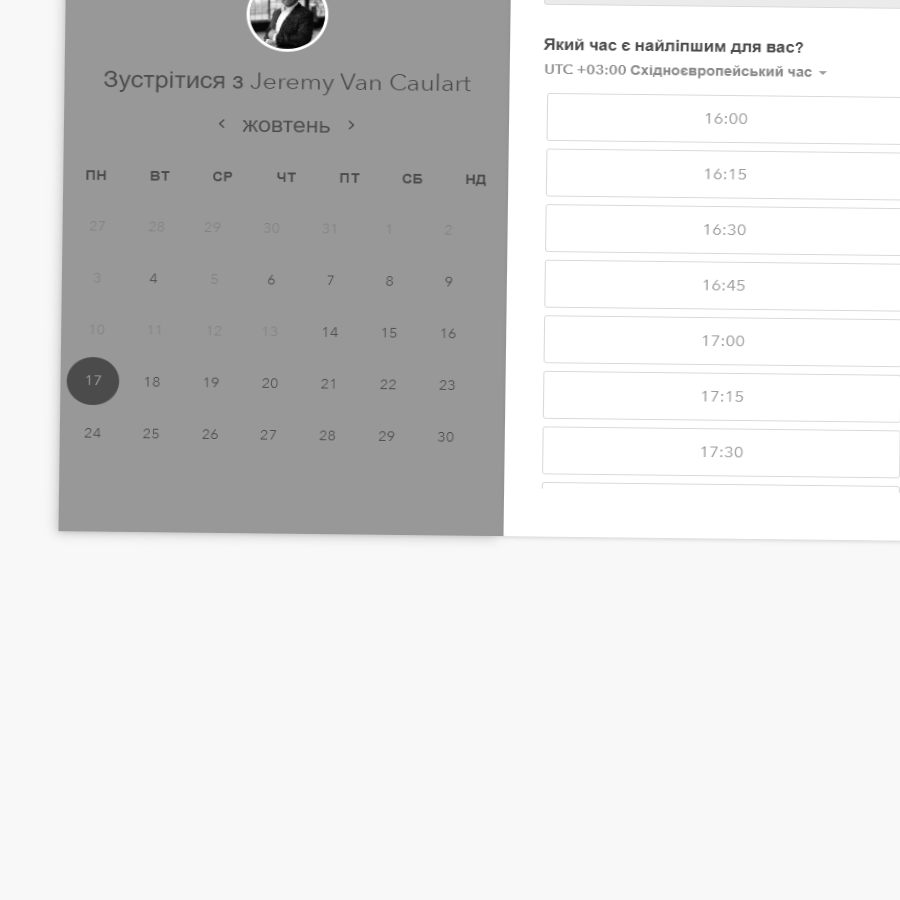 Зустрітися з Jeremy Van Caulart
жовтень
ПН ВТ СР ЧТ ПТ СБ НД
27 28 29 30 31 1 2
3 4 5 6 7 8 9
10 11 12 13 14 15 16
17 18 19 20 21 22 23
24 25 26 27 28 29 30
Який час є найліпшим для вас?
UTC +03:00 Східноєвропейський час
16:00
16:15
16:30
16:45
17:00
17:15
17:30